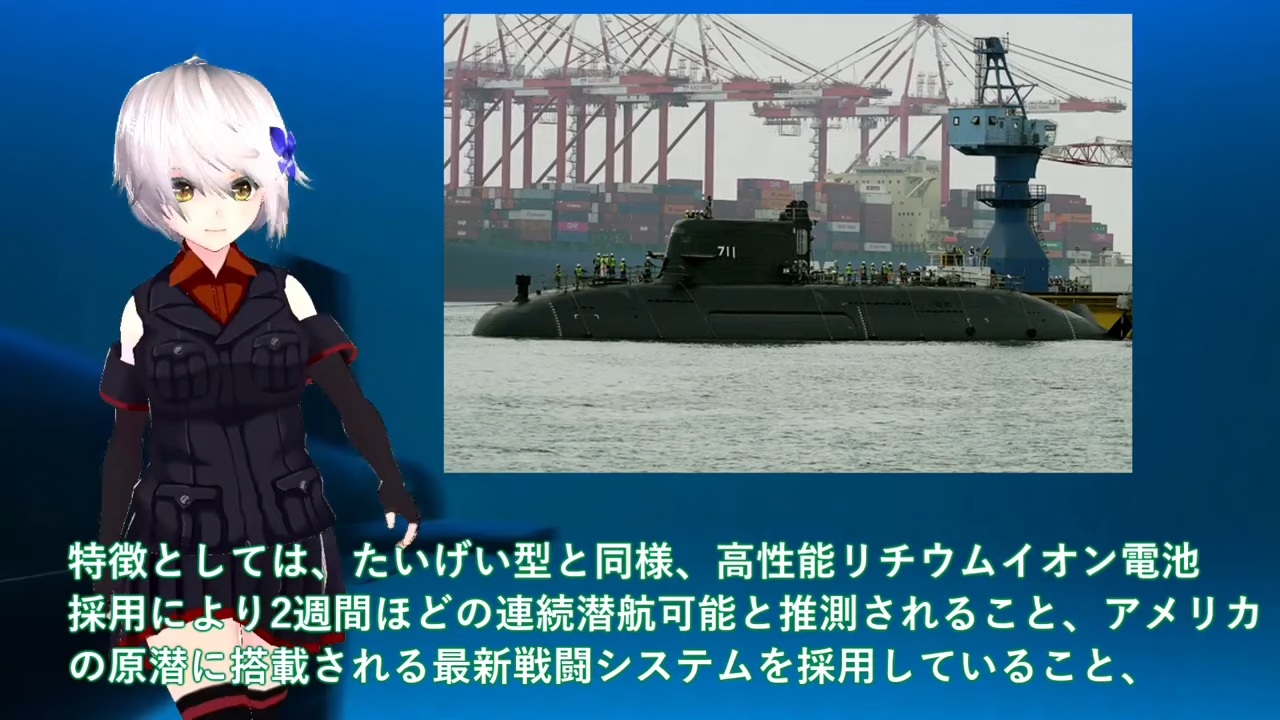 711
特徴としては、たいげい型と同様、高性能リチウムイオン電池
採用により2週間ほどの連続潜航可能と推測されること、アメリカ
の原潜に搭載される最新戦闘システムを採用していること、